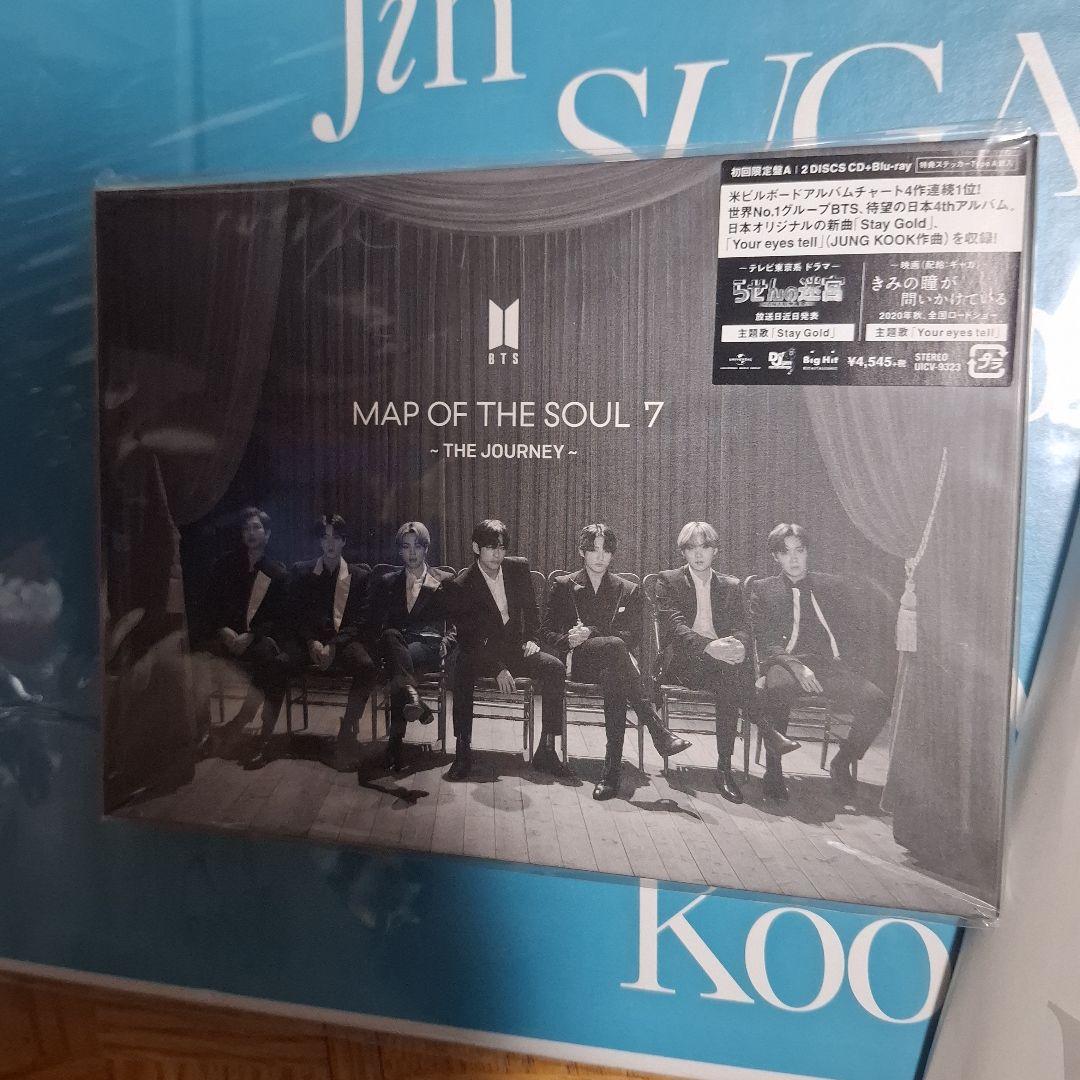 Jin
SUGA
初回限定盤A | 2 DISCS CD+Blu-ray
特典ステッカーTypeA封入
米ビルボードアルバムチャート4作連続1位!
世界No.1グループBTS、待望の日本4thアルバム。
日本オリジナルの新曲「Stay Gold」、
「Your eyes tell」(JUNG KOOK作曲)を収録!
―テレビ東京系 ドラマ―
らせんの迷宮
放送日近日発表
主題歌「Stay Gold」
―映画(配給:ギャガ)
きみの瞳が
問いかけている
2020年秋、全国ロードショー
主題歌「Your eyes tell」
UNIVERSAL
Def Jam
Big Hit
¥4,545+税
STEREO
UICV-9323
プラ
BTS
MAP OF THE SOUL 7
~ THE JOURNEY ~
Koo